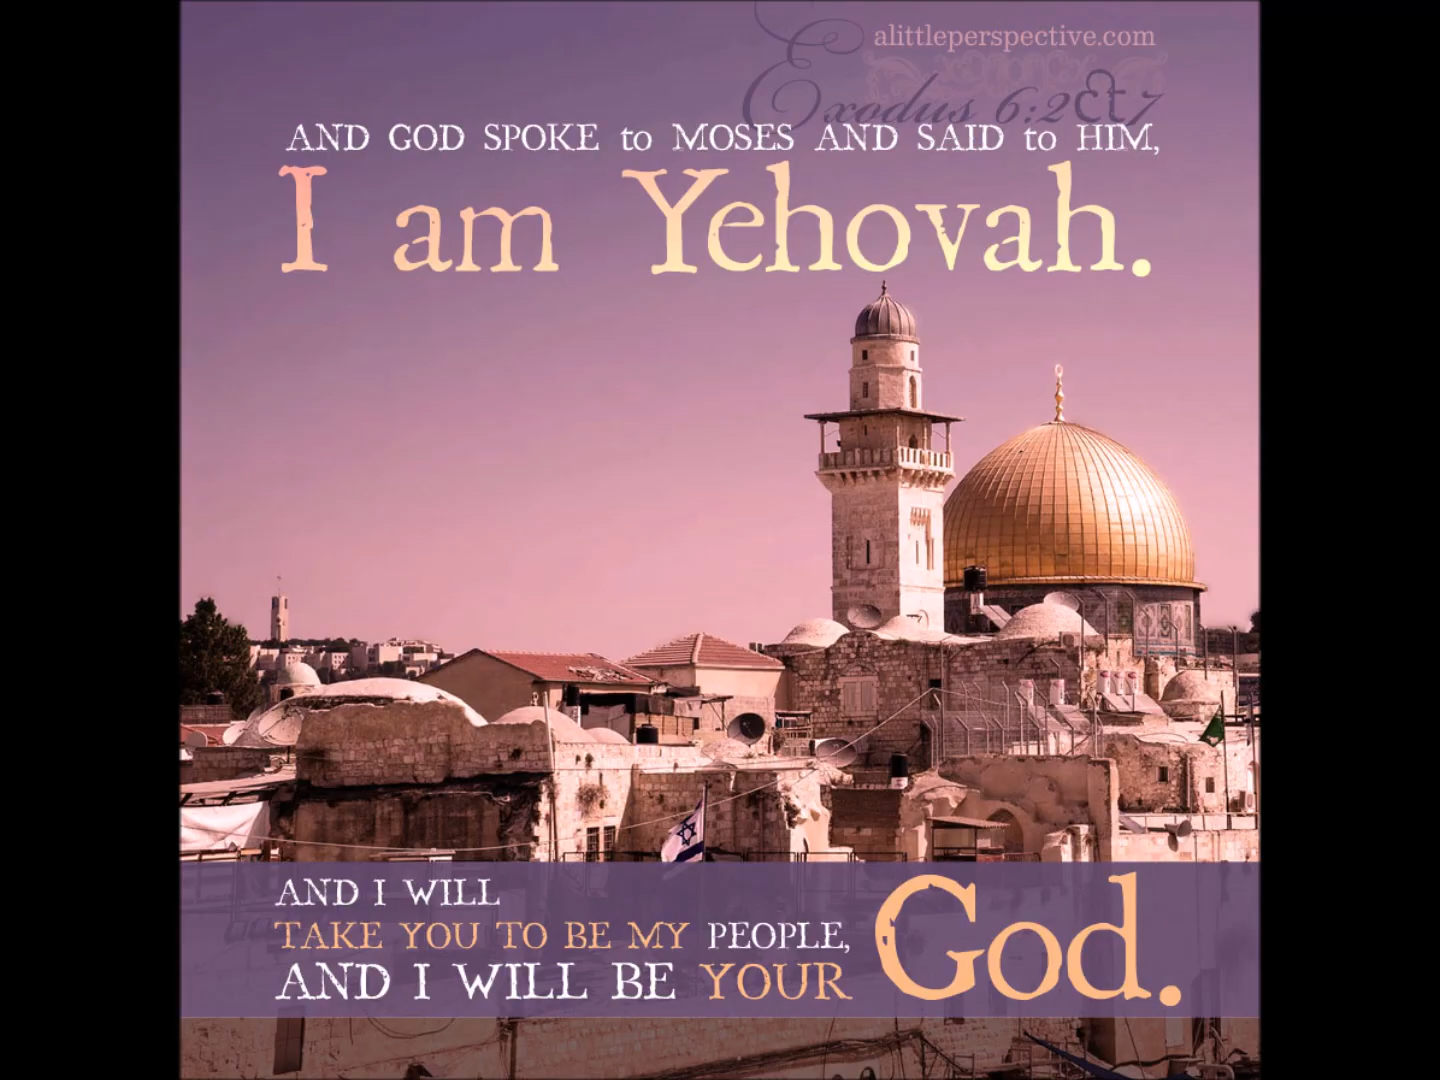 alittleperspective.com
Exodus 6:2&7
AND GOD SPOKE to MOSES AND SAID to HIM,
I am Yehovah.
AND I WILL
TAKE YOU TO BE MY PEOPLE,
AND I WILL BE YOUR God.